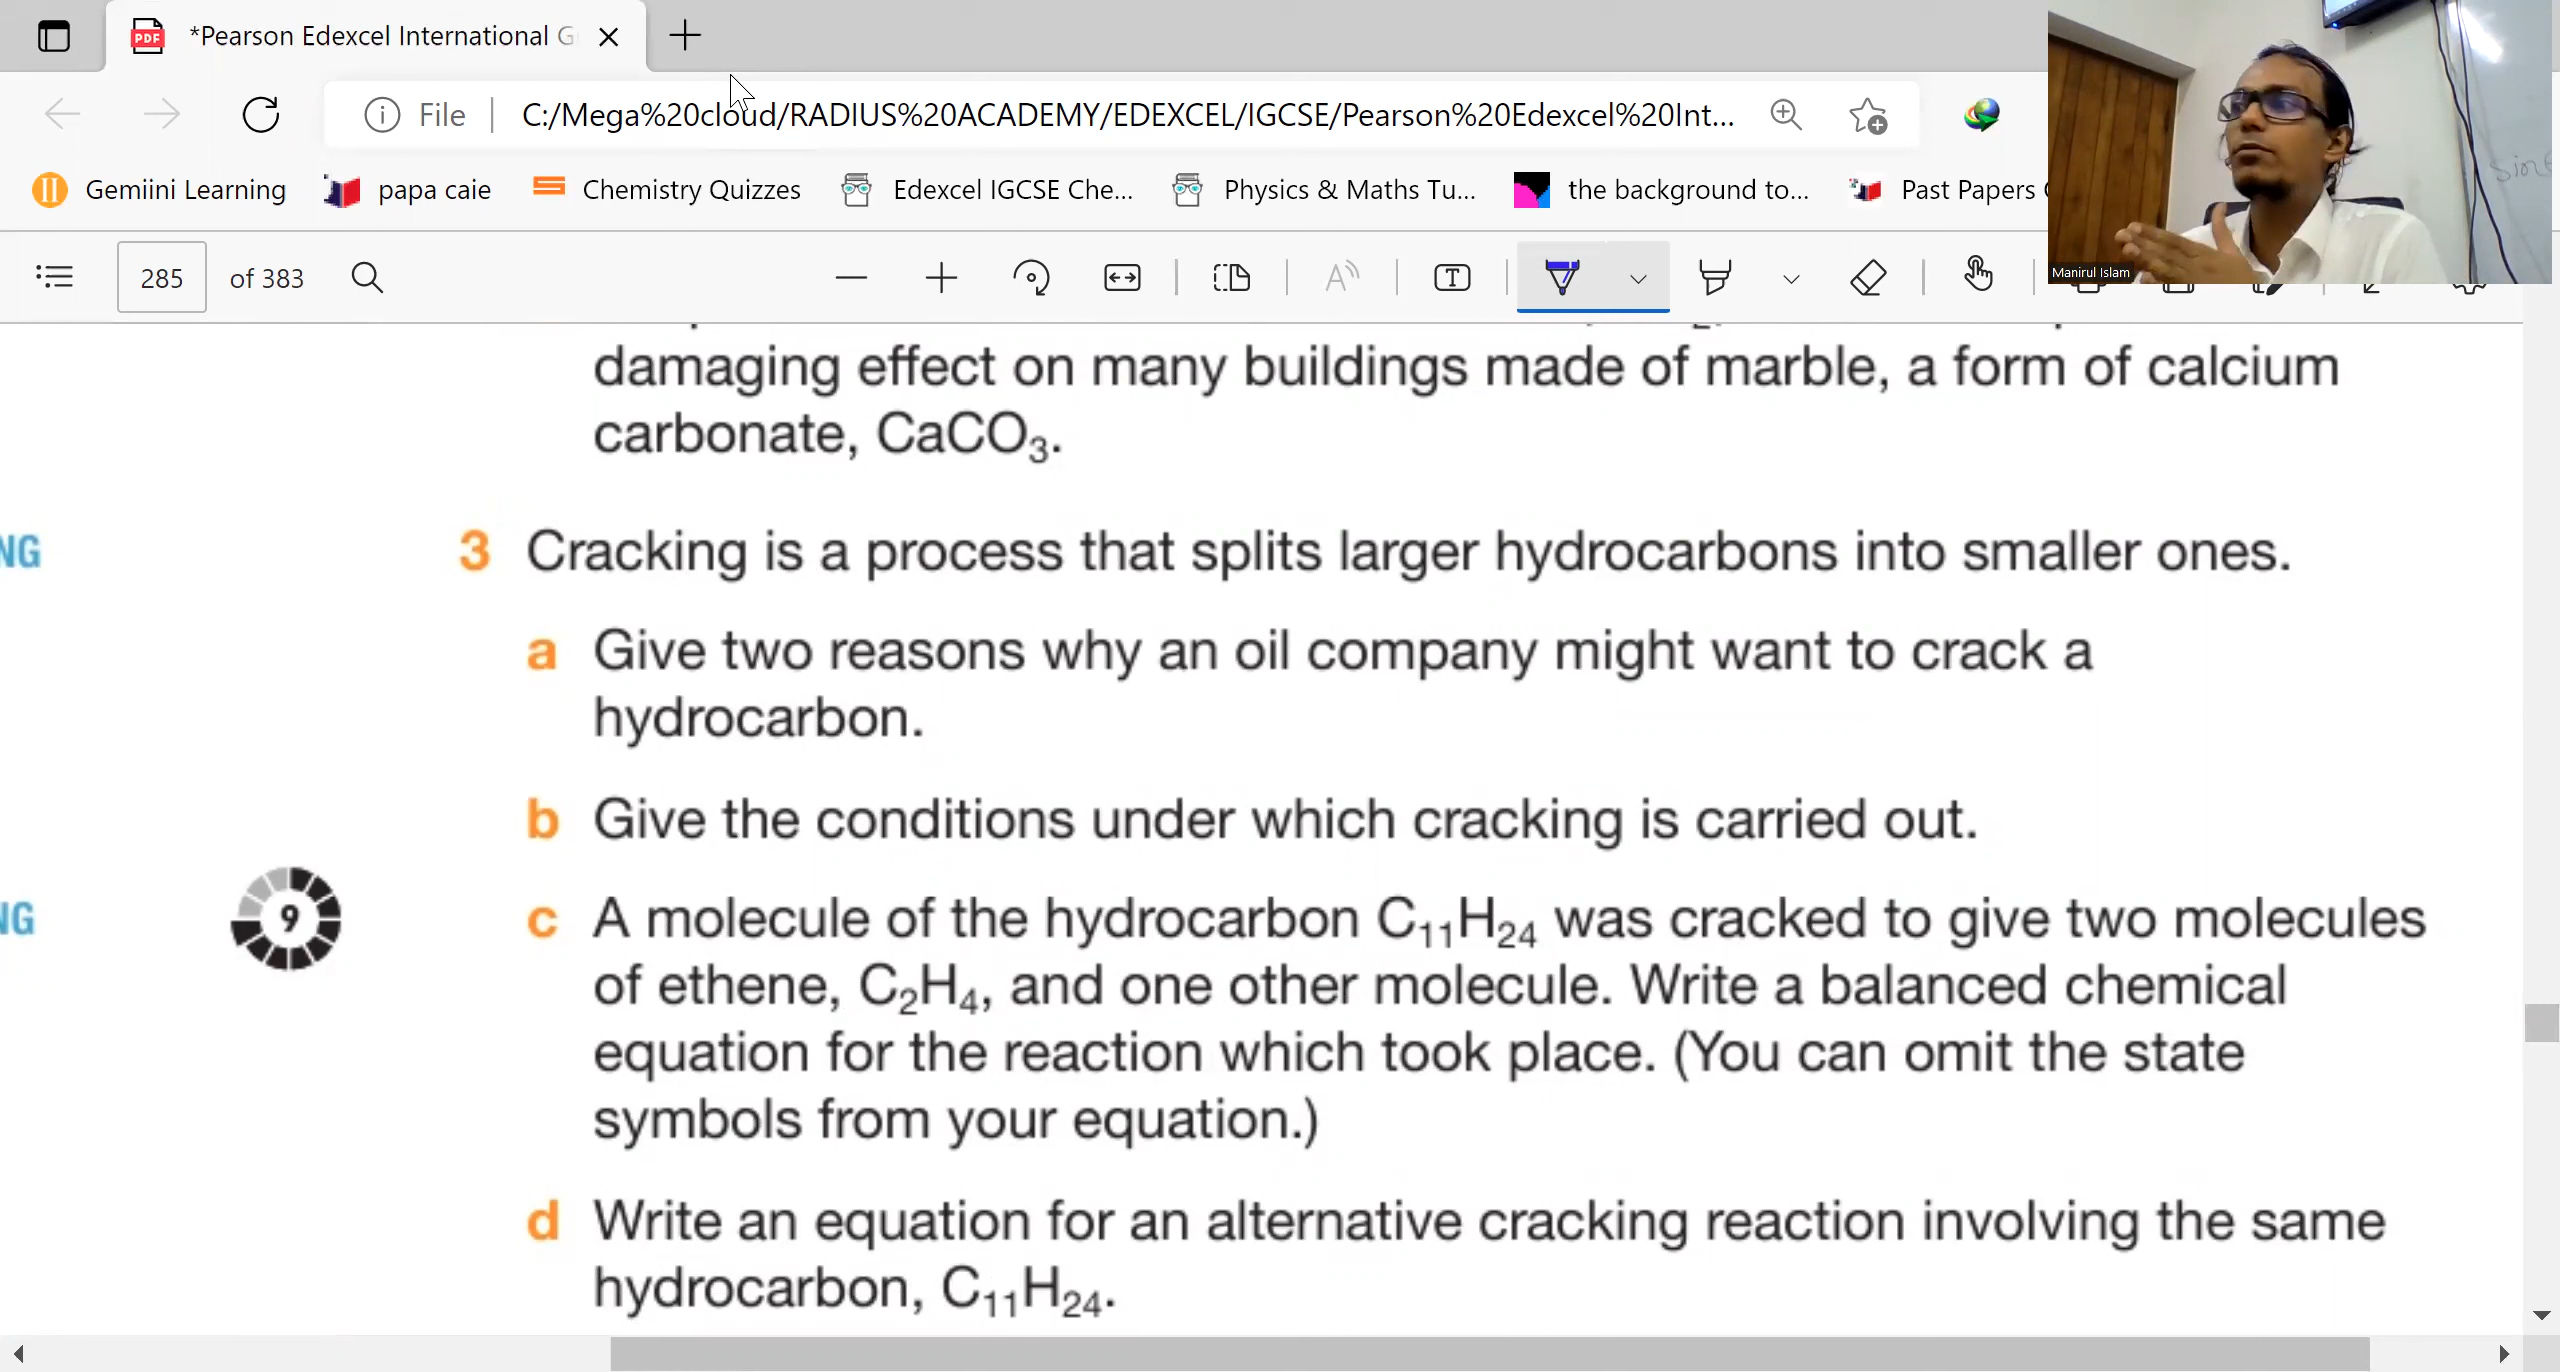 *Pearson Edexcel International G
File
C:/Mega%20cloud/RADIUS%20ACADEMY/EDEXCEL/IGCSE/Pearson%20Edexcel%20Int...
Gemiini Learning
papa caie
Chemistry Quizzes
Edexcel IGCSE Che...
Physics & Maths Tu...
the background to...
Past Papers
285 of 383
Manirul Islam
damaging effect on many buildings made of marble, a form of calcium
carbonate, CaCO₃.
NG
3 Cracking is a process that splits larger hydrocarbons into smaller ones.
a Give two reasons why an oil company might want to crack a
hydrocarbon.
b Give the conditions under which cracking is carried out.
NG
9
c A molecule of the hydrocarbon C₁₁H₂₄ was cracked to give two molecules
of ethene, C₂H₄, and one other molecule. Write a balanced chemical
equation for the reaction which took place. (You can omit the state
symbols from your equation.)
d Write an equation for an alternative cracking reaction involving the same
hydrocarbon, C₁₁H₂₄.